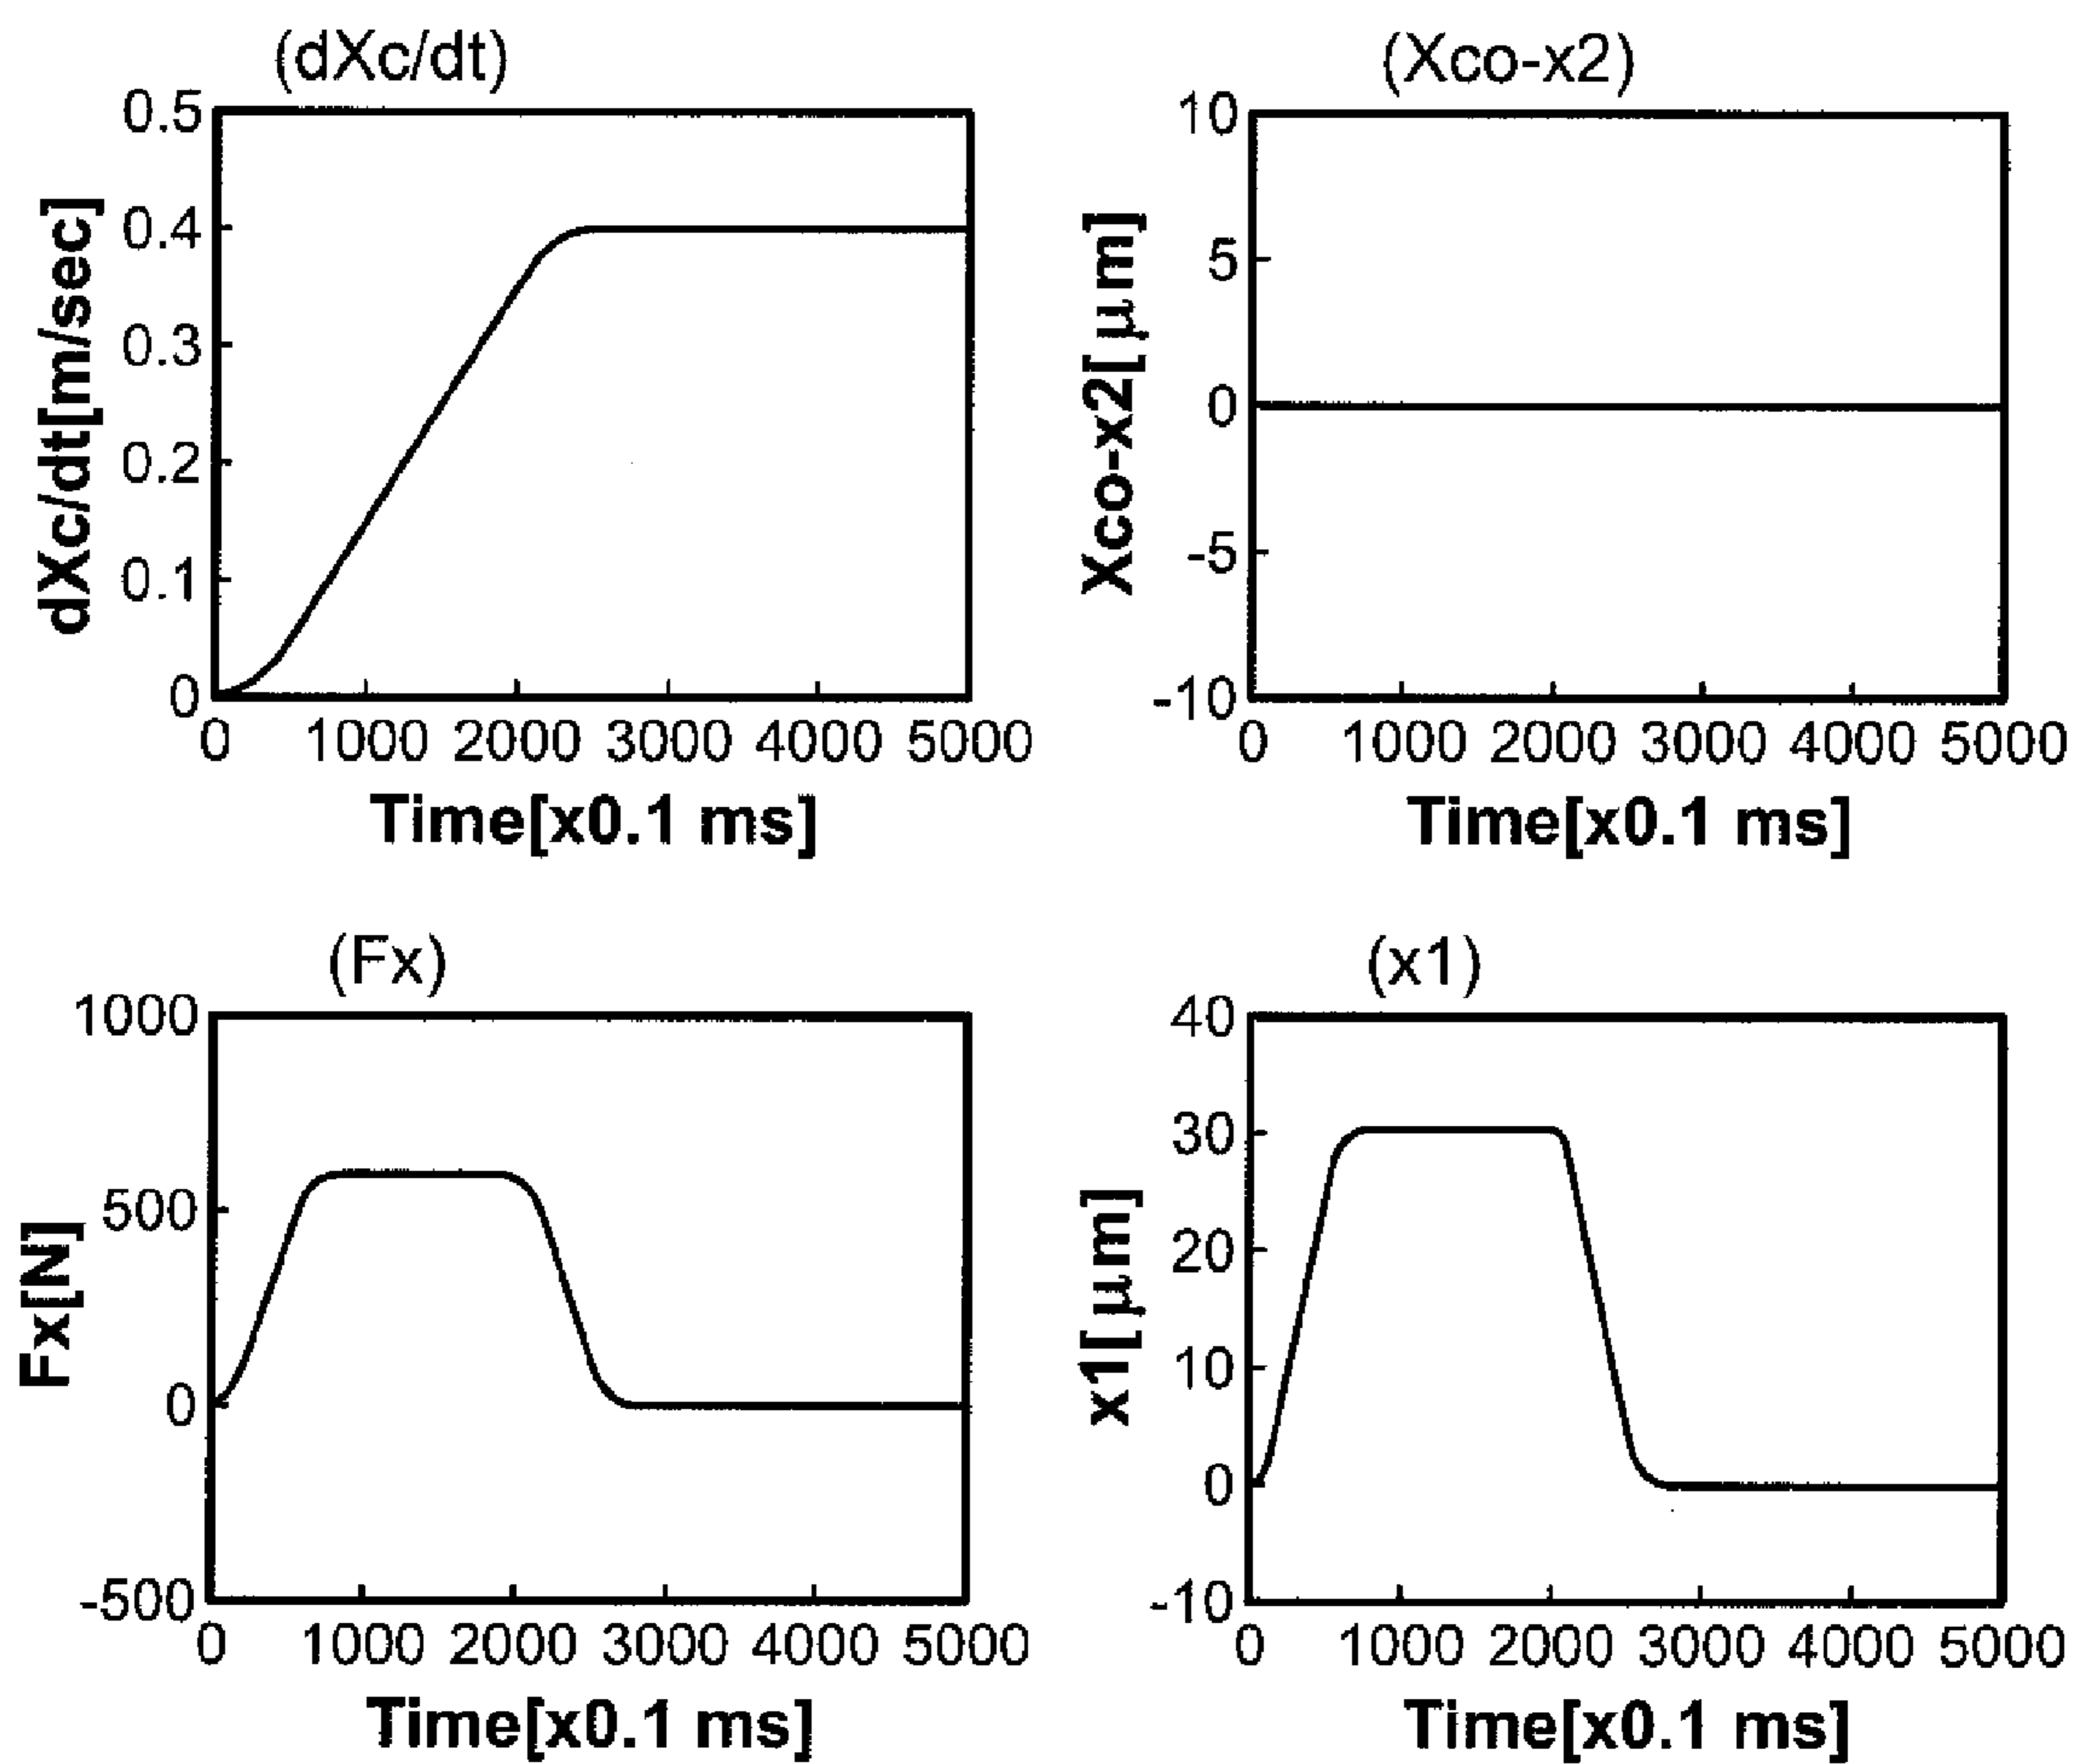 (dXc/dt)
dXc/dt[m/sec]
0.5
0.4
0.3
0.2
0.1
0
0 1000 2000 3000 4000 5000
Time[x0.1 ms]
(Xco-x2)
Xco-x2[μm]
10
5
0
-5
-10
0 1000 2000 3000 4000 5000
Time[x0.1 ms]
(Fx)
Fx[N]
1000
500
0
-500
0 1000 2000 3000 4000 5000
Time[x0.1 ms]
(x1)
x1[μm]
40
30
20
10
0
-10
0 1000 2000 3000 4000 5000
Time[x0.1 ms]